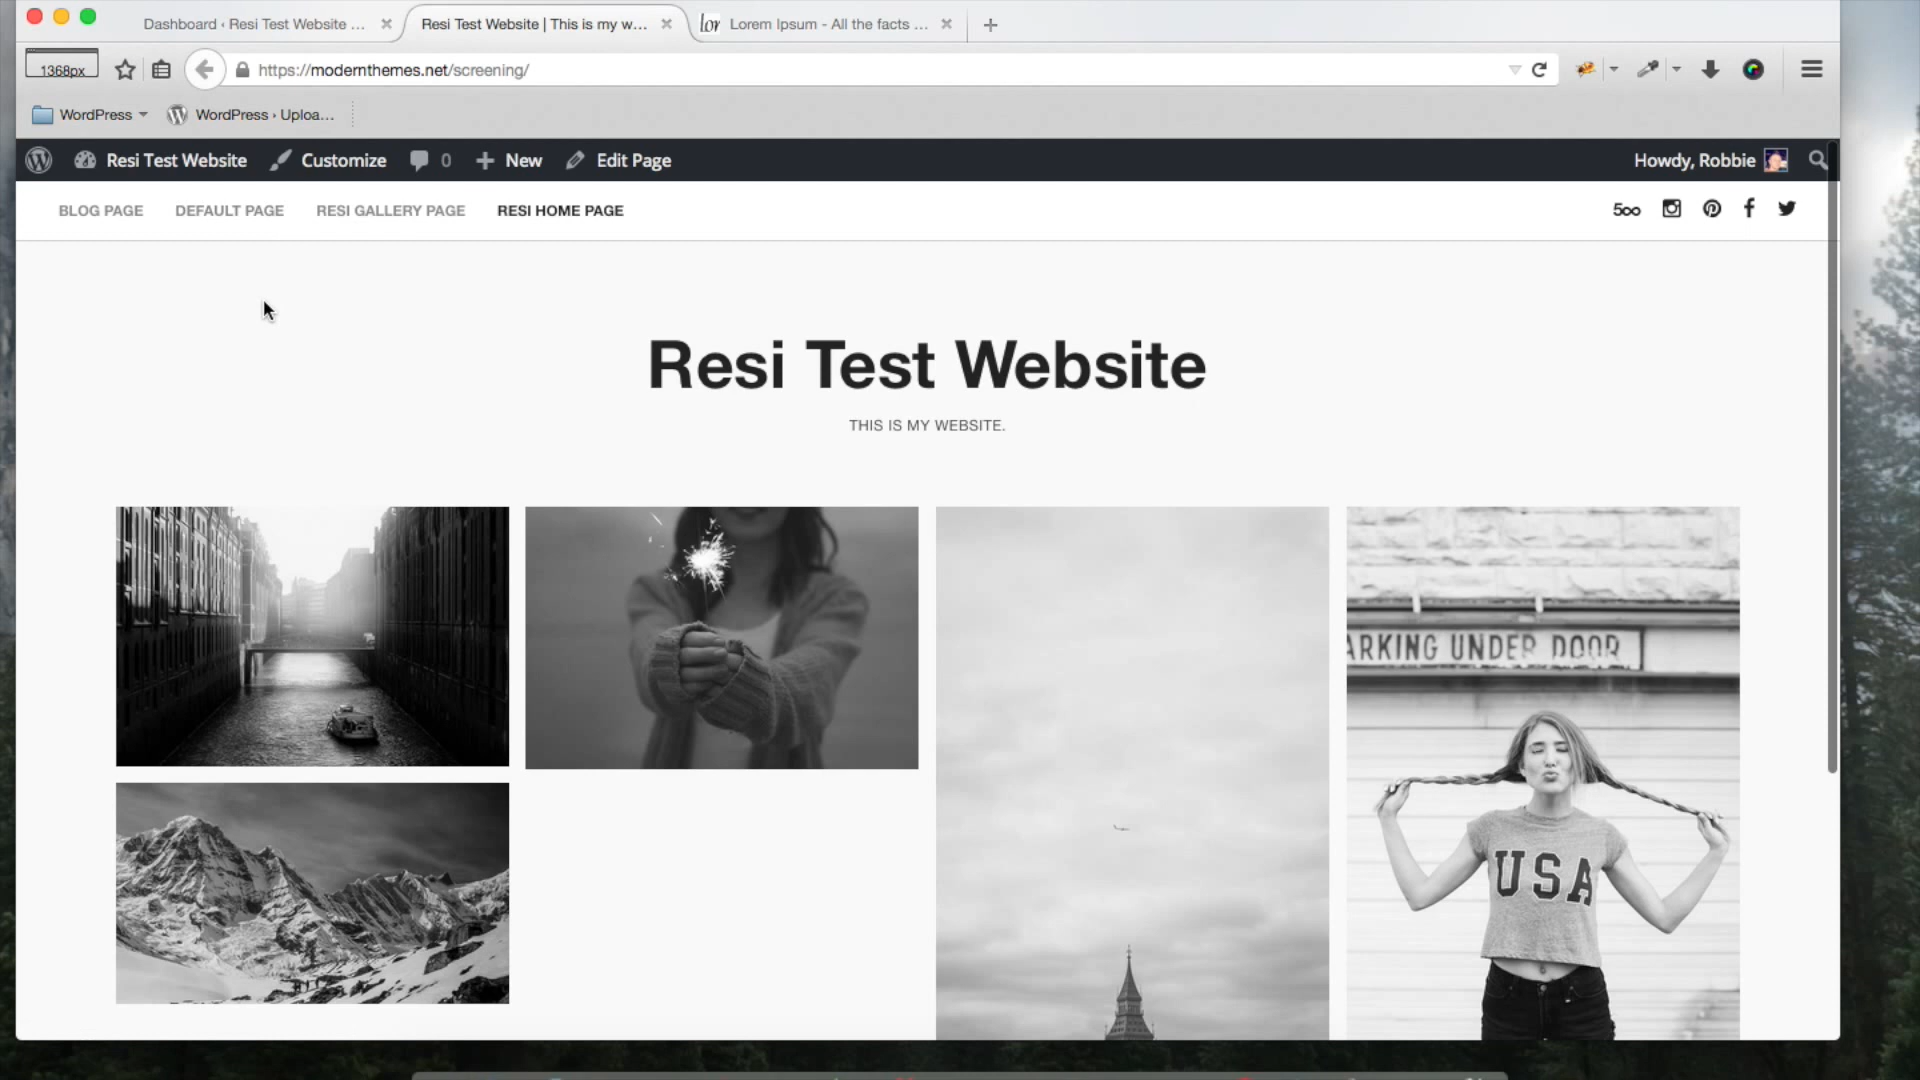 Dashboard ‹ Resi Test Website ...
Resi Test Website | This is my w...
lor Lorem Ipsum - All the facts ...
1368px
https://modernthemes.net/screening/
WordPress
WordPress › Uploa...
Resi Test Website
Customize
0
New
Edit Page
Howdy, Robbie
BLOG PAGE
DEFAULT PAGE
RESI GALLERY PAGE
RESI HOME PAGE
500
Resi Test Website
THIS IS MY WEBSITE.
ARKING UNDER DOOR
USA